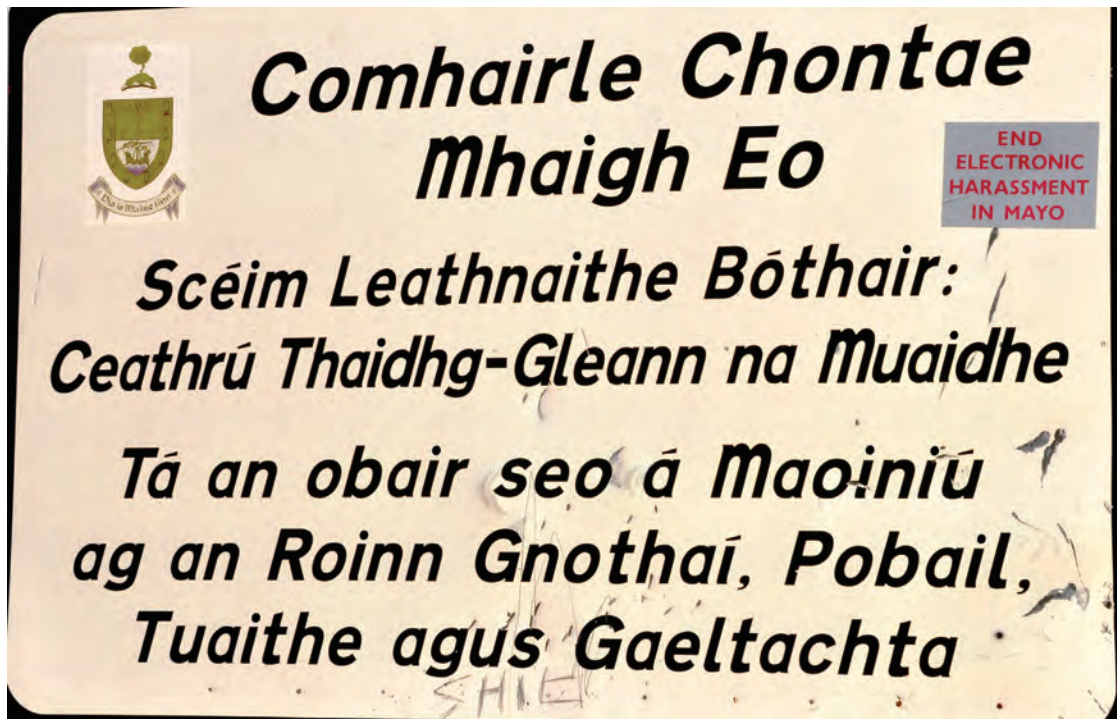 Comhairle Chontae
Mhaigh Eo
END
ELECTRONIC
HARASSMENT
IN MAYO
Scéim Leathnaithe Bóthair:
Ceathrú Thaidhg-Gleann na Muaidhe
Tá an obair seo á Maoiniú
ag an Roinn Gnothaí, Pobail,
Tuaithe agus Gaeltachta